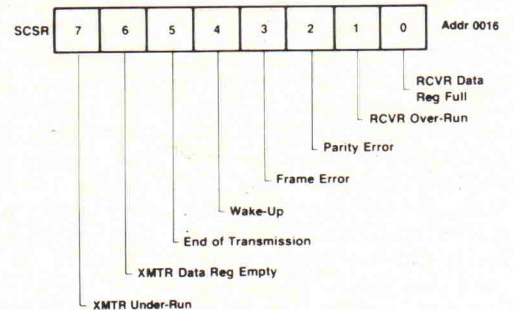 SCSR 7 6 5 4 3 2 1 0 Addr 0016
RCVR Data
Reg Full
RCVR Over-Run
Parity Error
Frame Error
Wake-Up
End of Transmission
XMTR Data Reg Empty
XMTR Under-Run